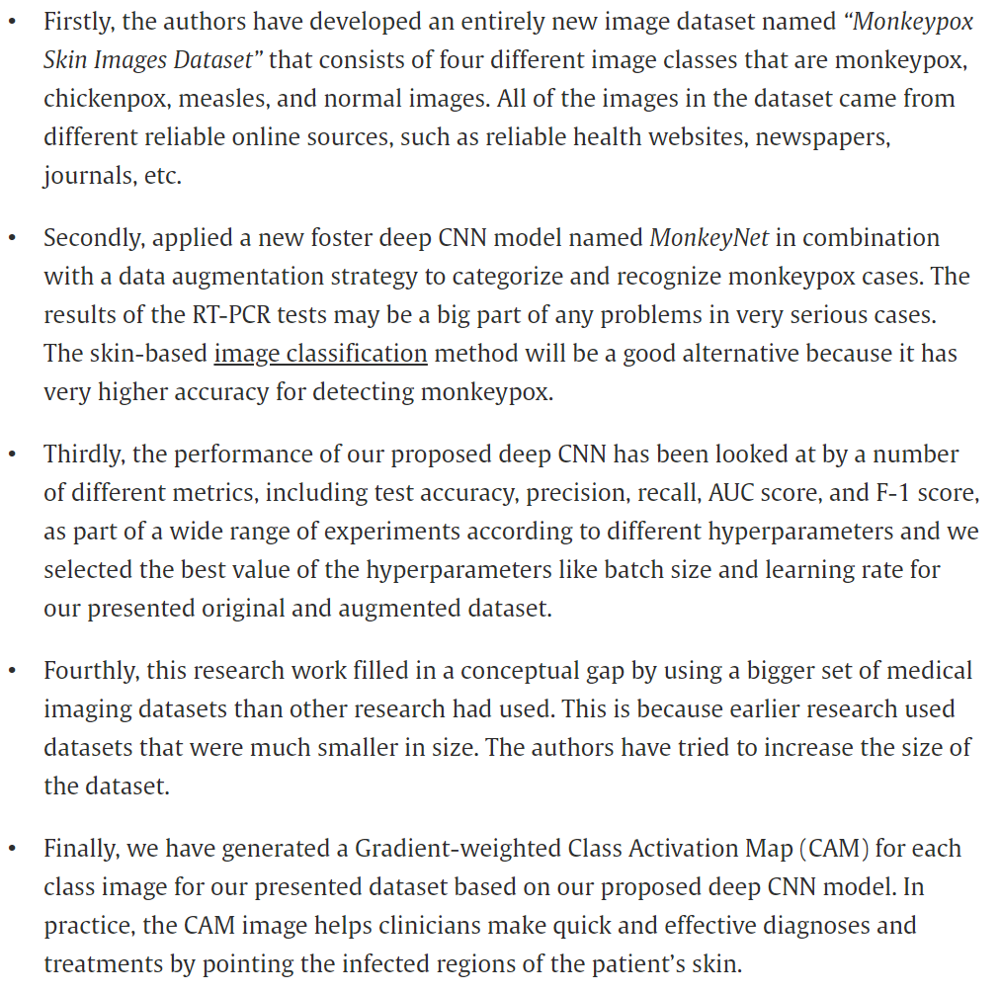 • Firstly, the authors have developed an entirely new image dataset named “Monkeypox
Skin Images Dataset” that consists of four different image classes that are monkeypox,
chickenpox, measles, and normal images. All of the images in the dataset came from
different reliable online sources, such as reliable health websites, newspapers,
journals, etc.
• Secondly, applied a new foster deep CNN model named MonkeyNet in combination
with a data augmentation strategy to categorize and recognize monkeypox cases. The
results of the RT-PCR tests may be a big part of any problems in very serious cases.
The skin-based image classification method will be a good alternative because it has
very higher accuracy for detecting monkeypox.
• Thirdly, the performance of our proposed deep CNN has been looked at by a number
of different metrics, including test accuracy, precision, recall, AUC score, and F-1 score,
as part of a wide range of experiments according to different hyperparameters and we
selected the best value of the hyperparameters like batch size and learning rate for
our presented original and augmented dataset.
• Fourthly, this research work filled in a conceptual gap by using a bigger set of medical
imaging datasets than other research had used. This is because earlier research used
datasets that were much smaller in size. The authors have tried to increase the size of
the dataset.
• Finally, we have generated a Gradient-weighted Class Activation Map (CAM) for each
class image for our presented dataset based on our proposed deep CNN model. In
practice, the CAM image helps clinicians make quick and effective diagnoses and
treatments by pointing the infected regions of the patient’s skin.